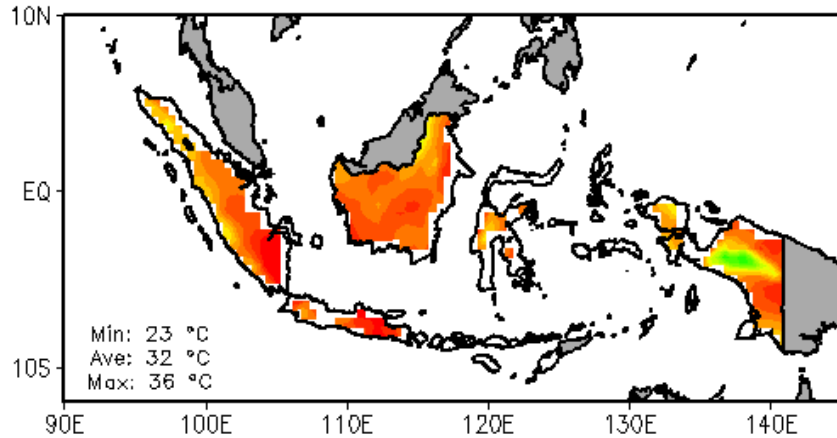 10N
EQ
10S
Min: 23 °C
Ave: 32 °C
Max: 36 °C
90E 100E 110E 120E 130E 140E